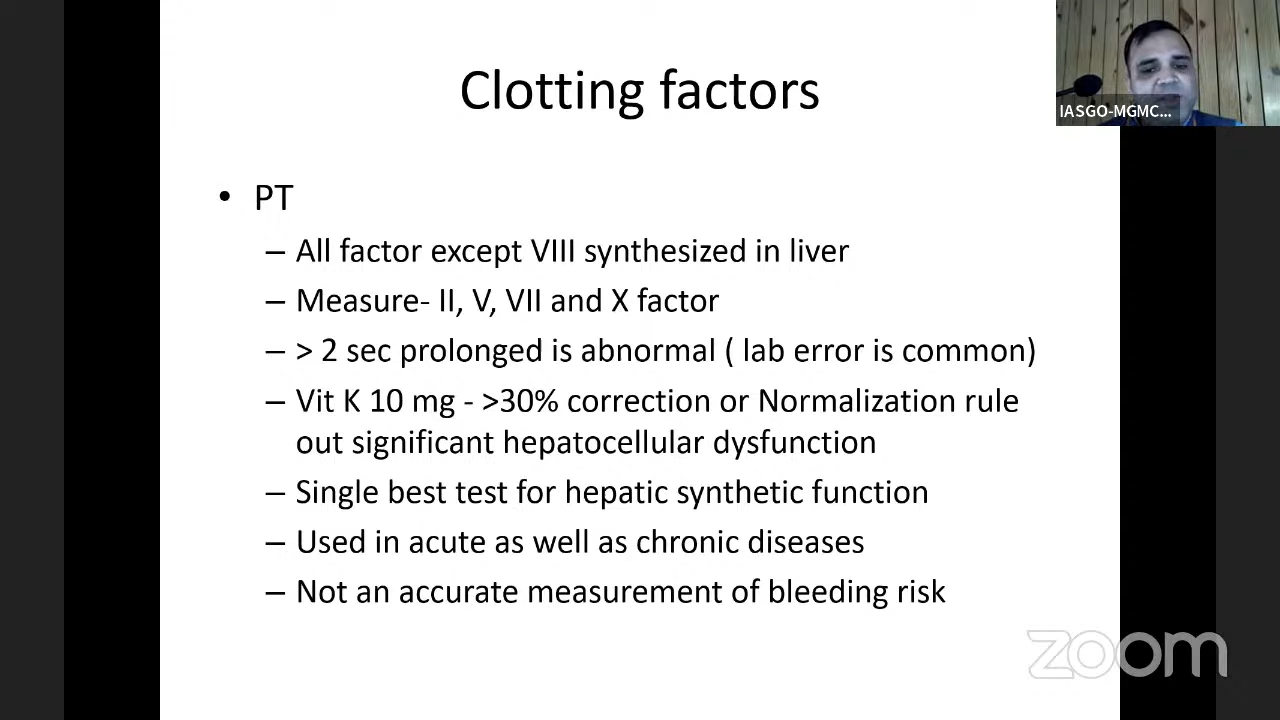 Clotting factors
IASGO-MGMC...
• PT
– All factor except VIII synthesized in liver
– Measure- II, V, VII and X factor
– > 2 sec prolonged is abnormal ( lab error is common)
– Vit K 10 mg - >30% correction or Normalization rule
out significant hepatocellular dysfunction
– Single best test for hepatic synthetic function
– Used in acute as well as chronic diseases
– Not an accurate measurement of bleeding risk
zoom